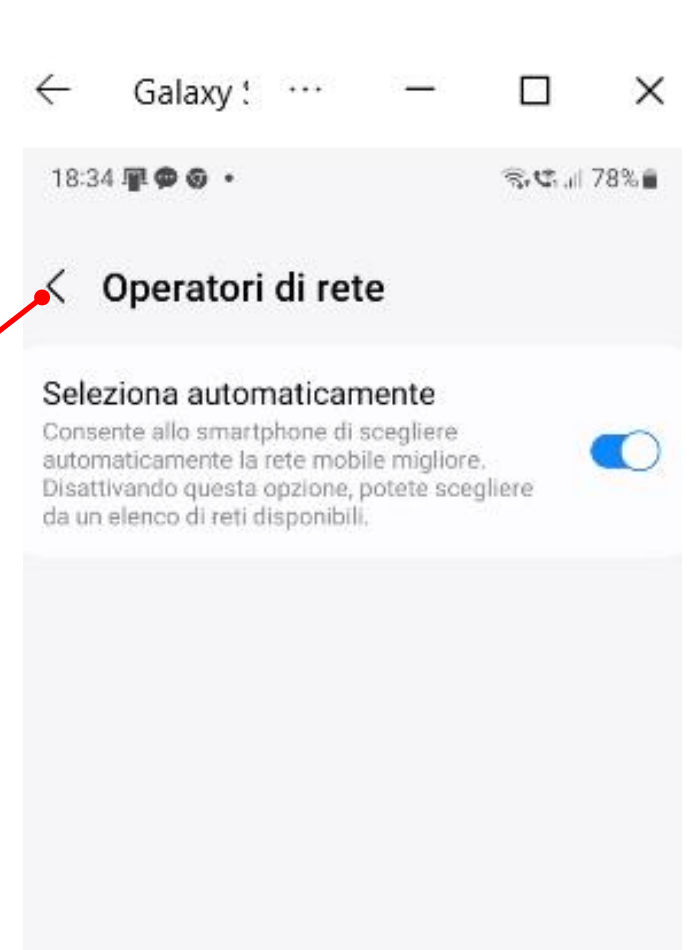 Galaxy S ...
18:34 78%
Operatori di rete
Seleziona automaticamente
Consente allo smartphone di scegliere
automaticamente la rete mobile migliore.
Disattivando questa opzione, potete scegliere
da un elenco di reti disponibili.